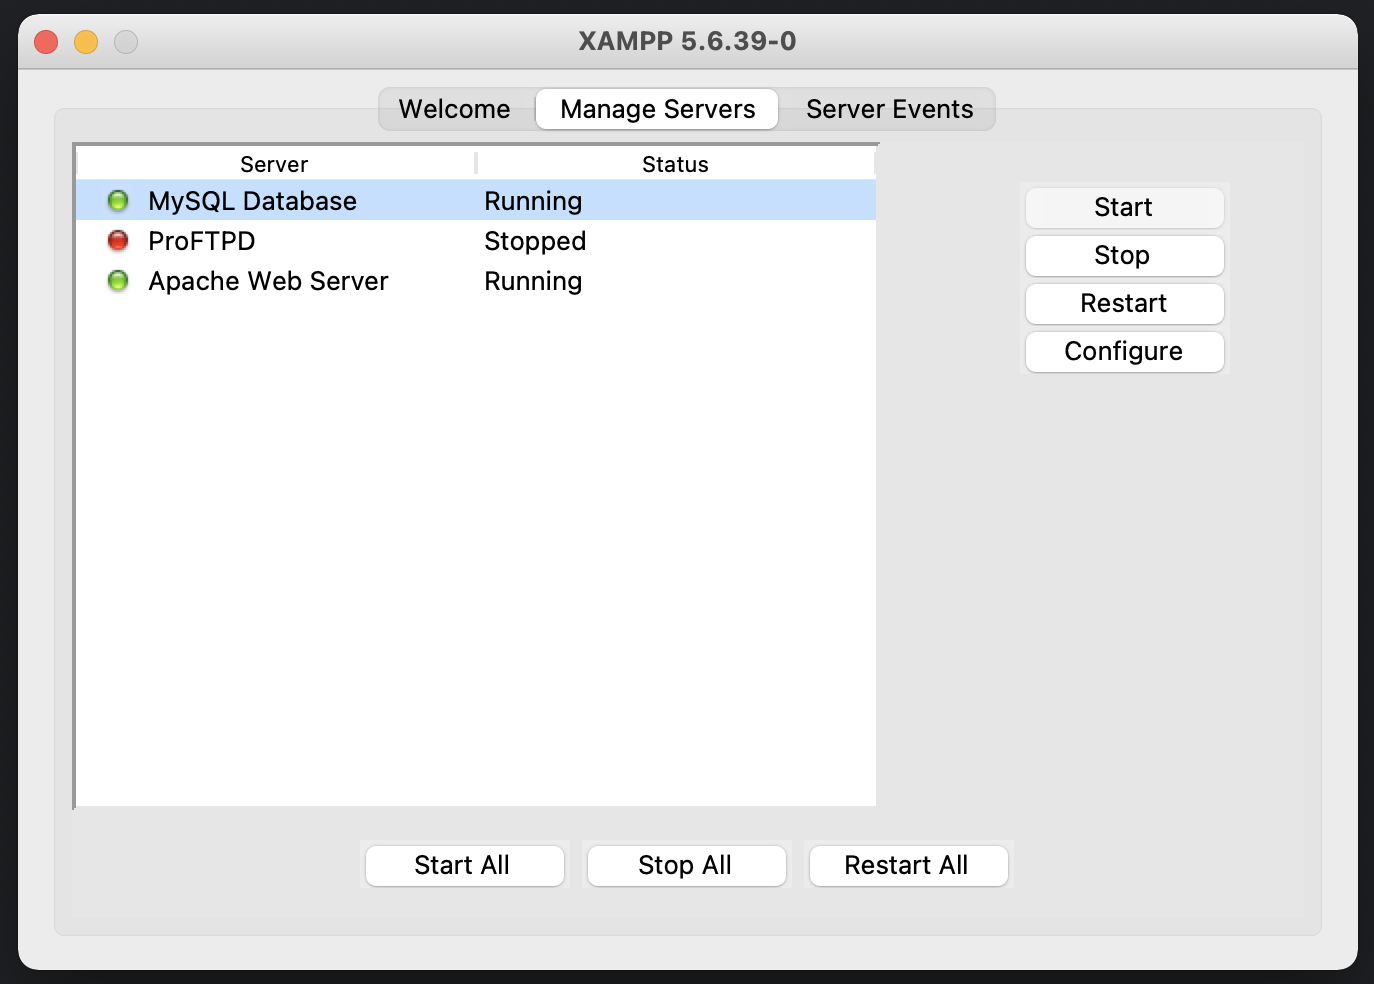 XAMPP 5.6.39-0
Welcome
Manage Servers
Server Events
Server Status
MySQL Database Running
ProFTPD Stopped
Apache Web Server Running
Start
Stop
Restart
Configure
Start All
Stop All
Restart All